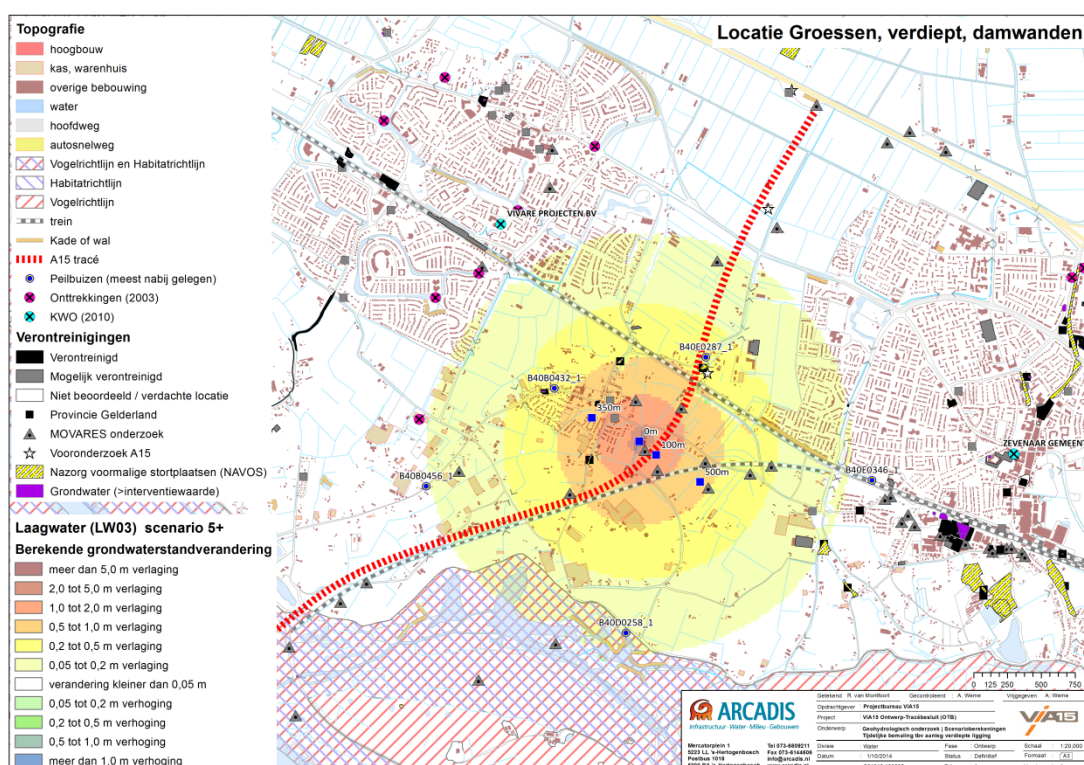 Locatie Groessen, verdiept, damwanden
Topografie
hoogbouw
kas, warenhuis
overige bebouwing
water
hoofdweg
autosnelweg
Vogelrichtlijn en Habitatrichtlijn
Habitatrichtlijn
Vogelrichtlijn
trein
Kade of wal
A15 tracé
Peilbuizen (meest nabij gelegen)
Onttrekkingen (2003)
KWO (2010)
Verontreinigingen
Verontreinigd
Mogelijk verontreinigd
Niet beoordeeld / verdachte locatie
Provincie Gelderland
MOVARES onderzoek
Vooronderzoek A15
Nazorg voormalige stortplaatsen (NAVOS)
Grondwater (>interventiewaarde)
Laagwater (LW03) scenario 5+
Berekende grondwaterstandverandering
meer dan 5,0 m verlaging
2,0 tot 5,0 m verlaging
1,0 tot 2,0 m verlaging
0,5 tot 1,0 m verlaging
0,2 tot 0,5 m verlaging
0,05 tot 0,2 m verlaging
verandering kleiner dan 0,05 m
0,05 tot 0,2 m verhoging
0,2 tot 0,5 m verhoging
0,5 tot 1,0 m verhoging
meer dan 1,0 m verhoging
VIVARE PROJECTEN BV
B40E0287_1
B40B0432_1
350m
0m
100m
ZEVENAAR GEMEENT
B40B0456_1
500m
B40E0346_1
B40D0258_1
0 125 250 500 750
ARCADIS
Infrastructuur · Water · Milieu · Gebouwen
Mercatorplein 1
5223 LL 's-Hertogenbosch
Postbus 1018
Tel 073-6809211
Fax 073-6144606
info@arcadis.nl
www.arcadis.nl
Getekend R. van Montfoort Gecontroleerd : A. Weme Vrijgegeven A. Weme
Opdrachtgever Projectbureau ViA15
Project ViA15 Ontwerp-Tracébesluit (OTB)
Onderwerp Geohydrologisch onderzoek | Scenarioberekeningen
Tijdelijke bemaling tbv aanleg verdiepte ligging
Divisie Water Fase : Ontwerp Schaal : 1:20.000
Datum : 1/10/2014 Status : Definitief Formaat A3
ViA15